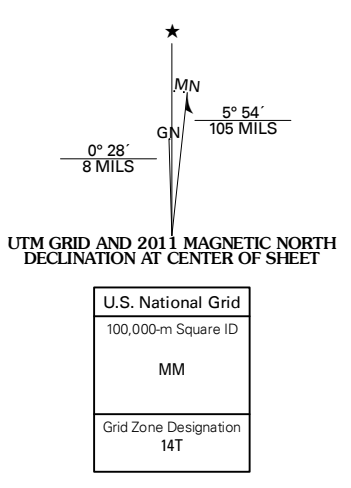 ★
MN
GN
5° 54´
105 MILS
0° 28´
8 MILS
UTM GRID AND 2011 MAGNETIC NORTH
DECLINATION AT CENTER OF SHEET
U.S. National Grid
100,000-m Square ID
MM
Grid Zone Designation
14T